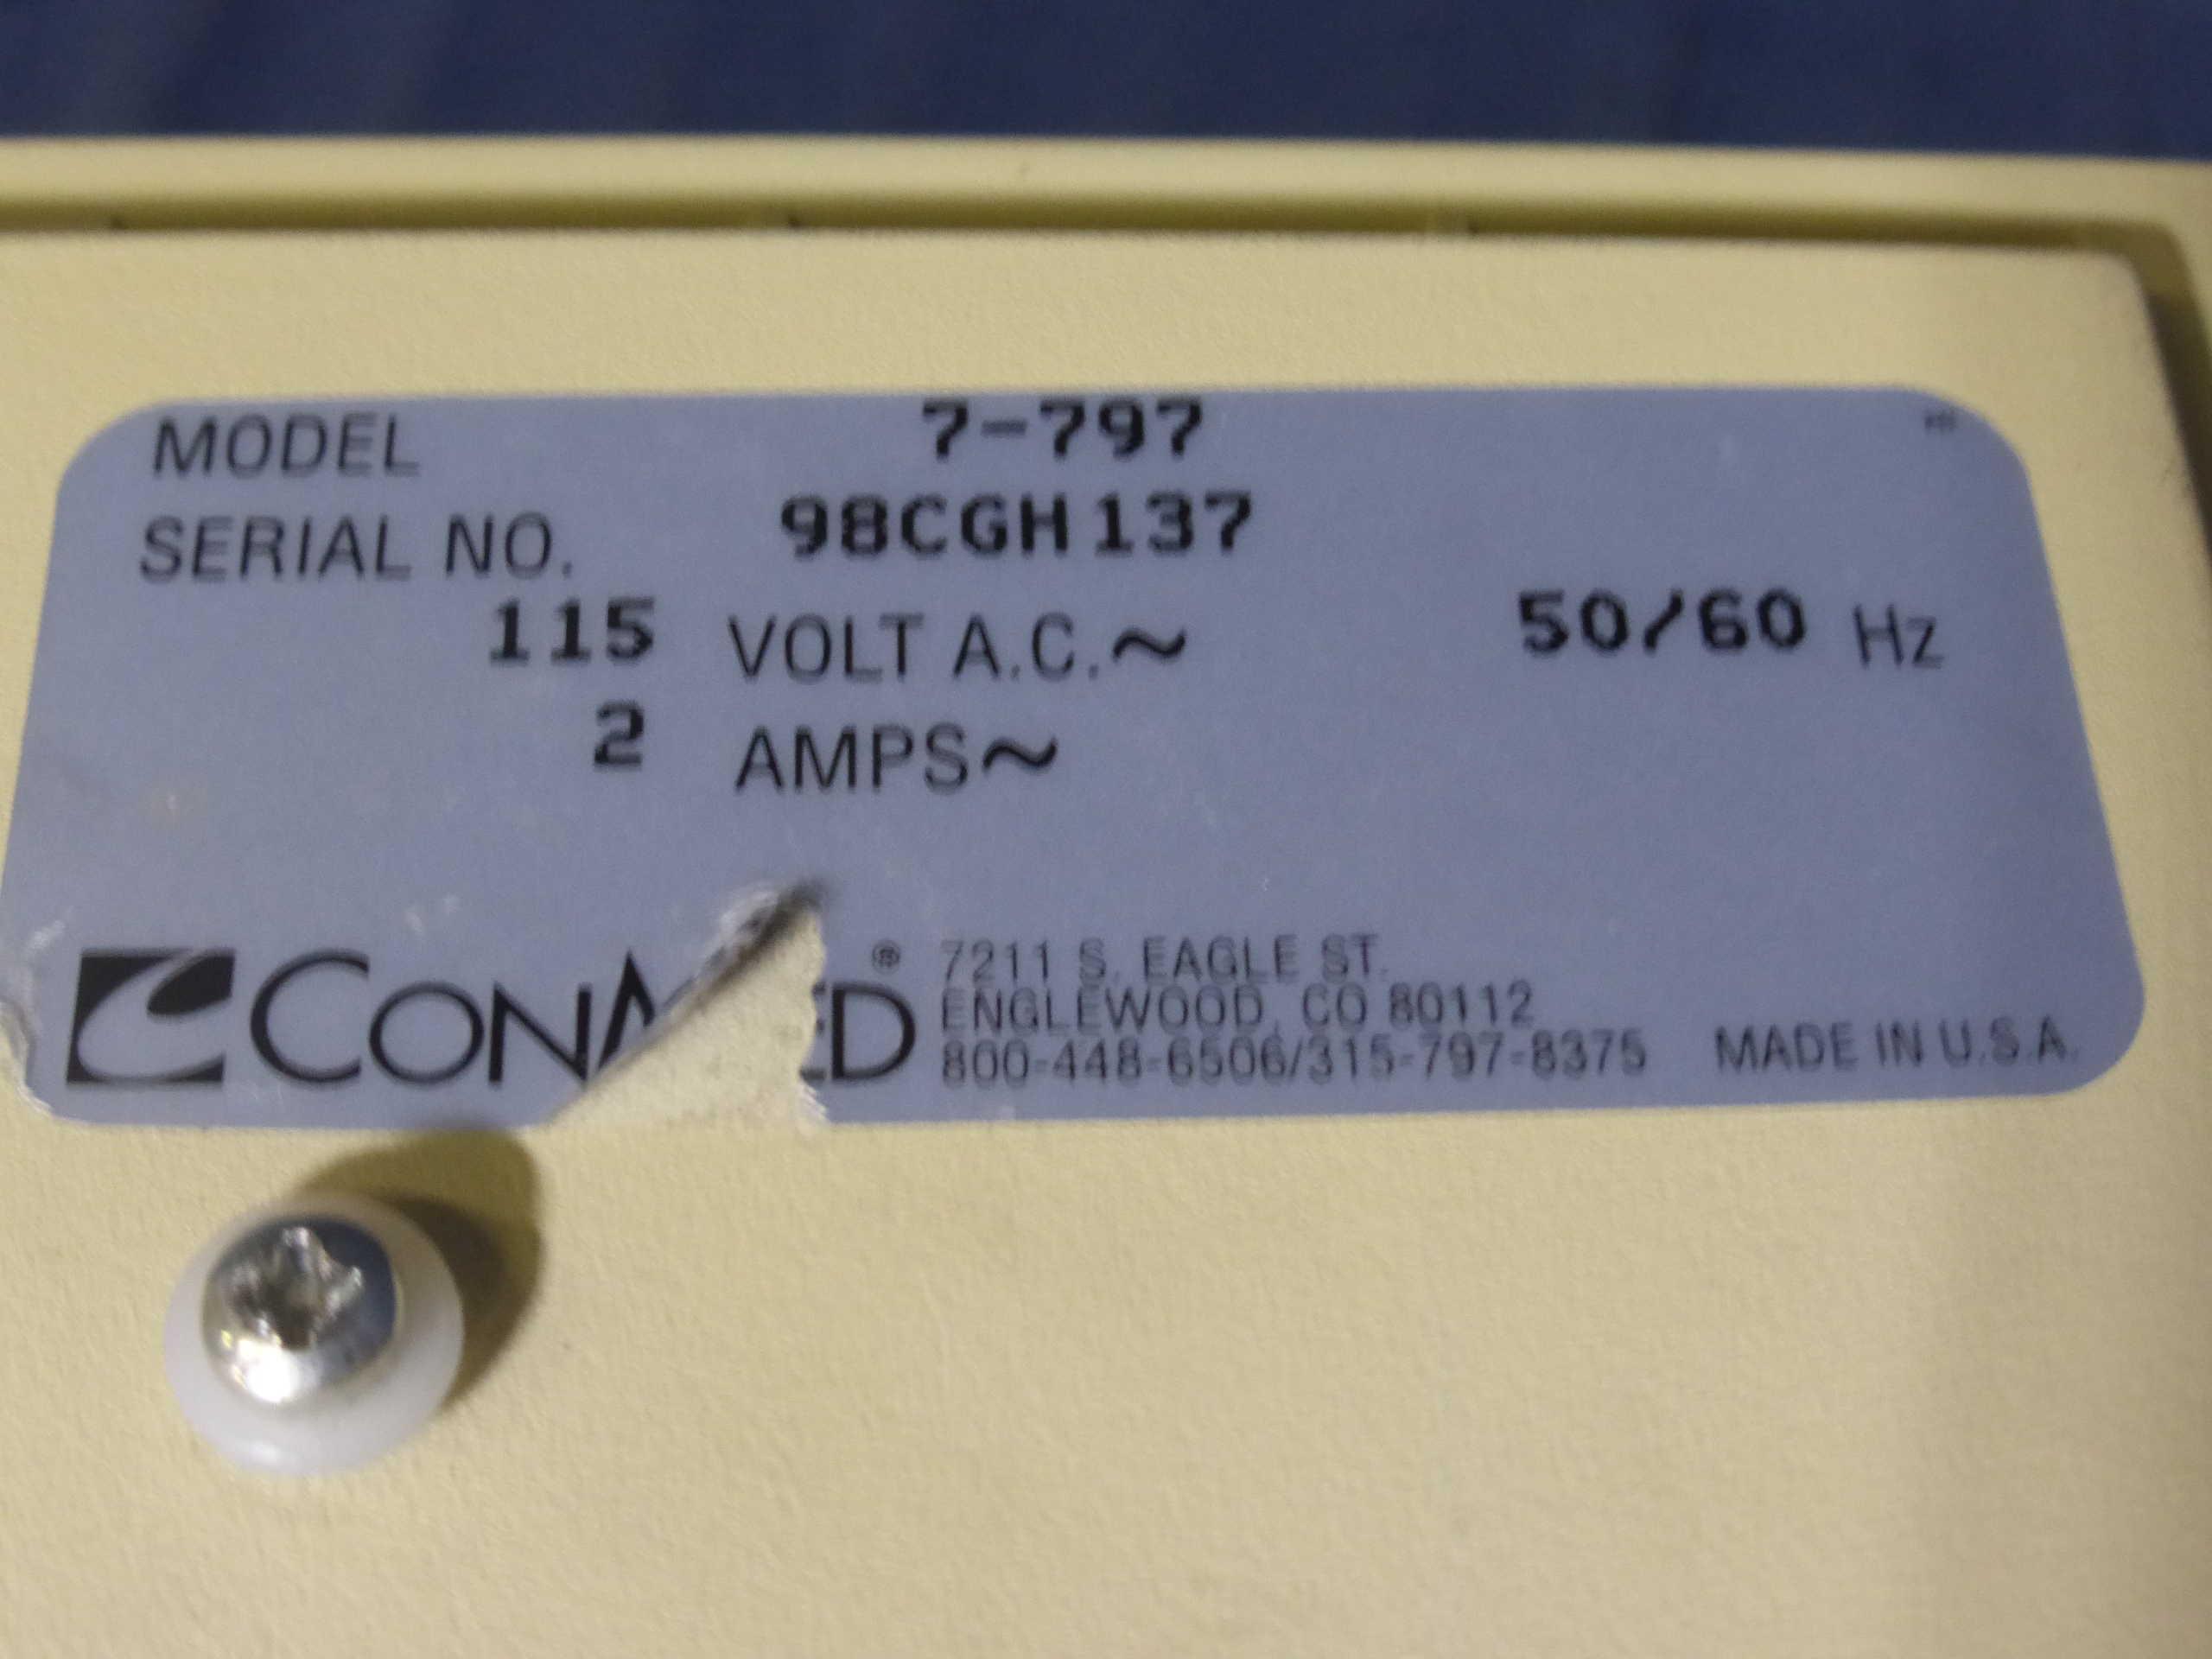 MODEL 7-797
SERIAL NO. 98CGH137
115 VOLT A.C.~ 50/60 Hz
2 AMPS~
CONMED® 7211 S. EAGLE ST.
ENGLEWOOD, CO 80112
800-448-6506/315-797-8375 MADE IN U.S.A.